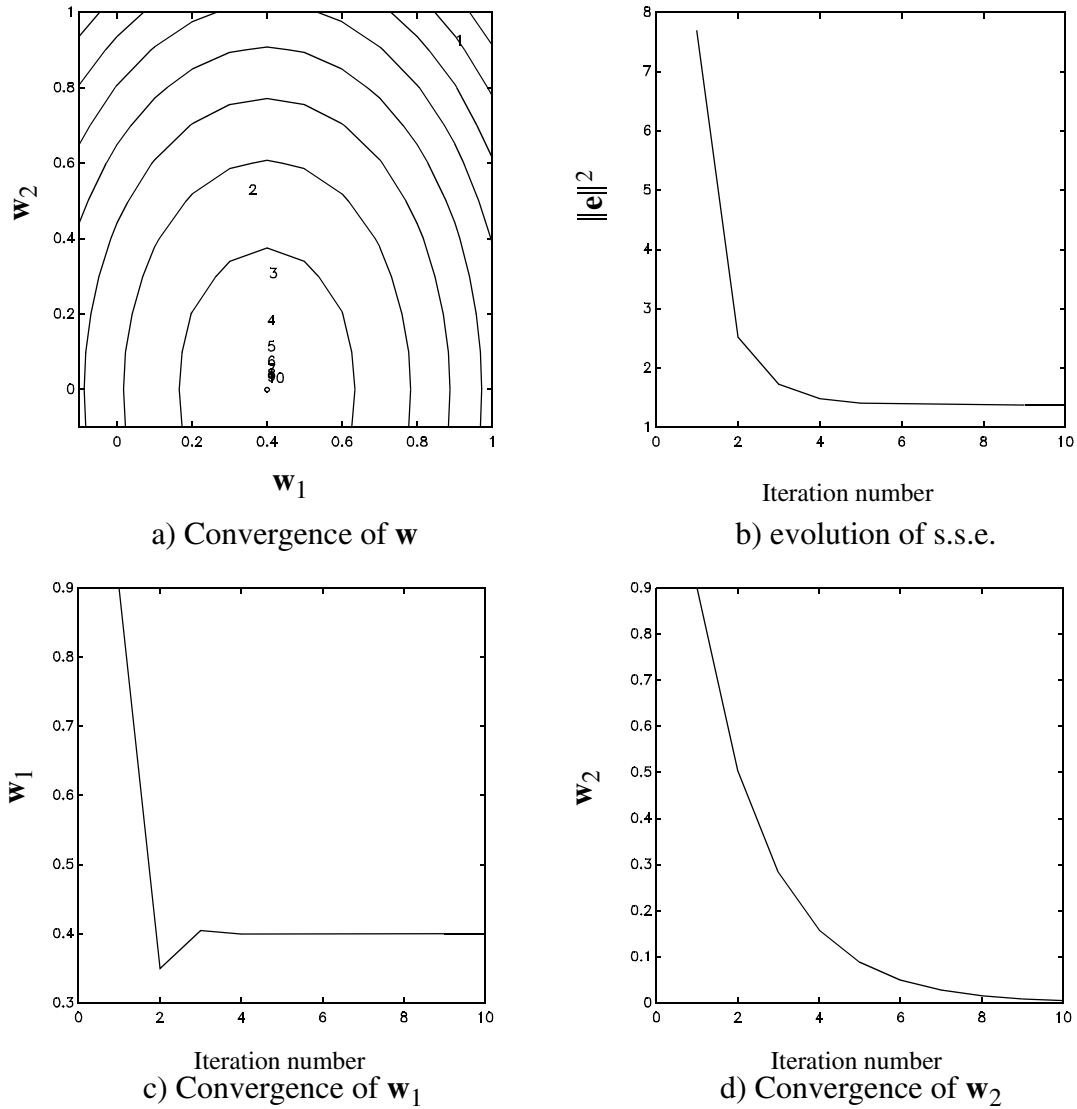 1
0.8
0.6
0.4
0.2
0
0 0.2 0.4 0.6 0.8 1
1
2
3
4
5
6
10
w2
w1
a) Convergence of w
8
7
6
5
4
3
2
1
0 2 4 6 8 10
‖e‖²
Iteration number
b) evolution of s.s.e.
0.9
0.8
0.7
0.6
0.5
0.4
0.3
0 2 4 6 8 10
w1
Iteration number
c) Convergence of w1
0.9
0.8
0.7
0.6
0.5
0.4
0.3
0.2
0.1
0
0 2 4 6 8 10
w2
Iteration number
d) Convergence of w2